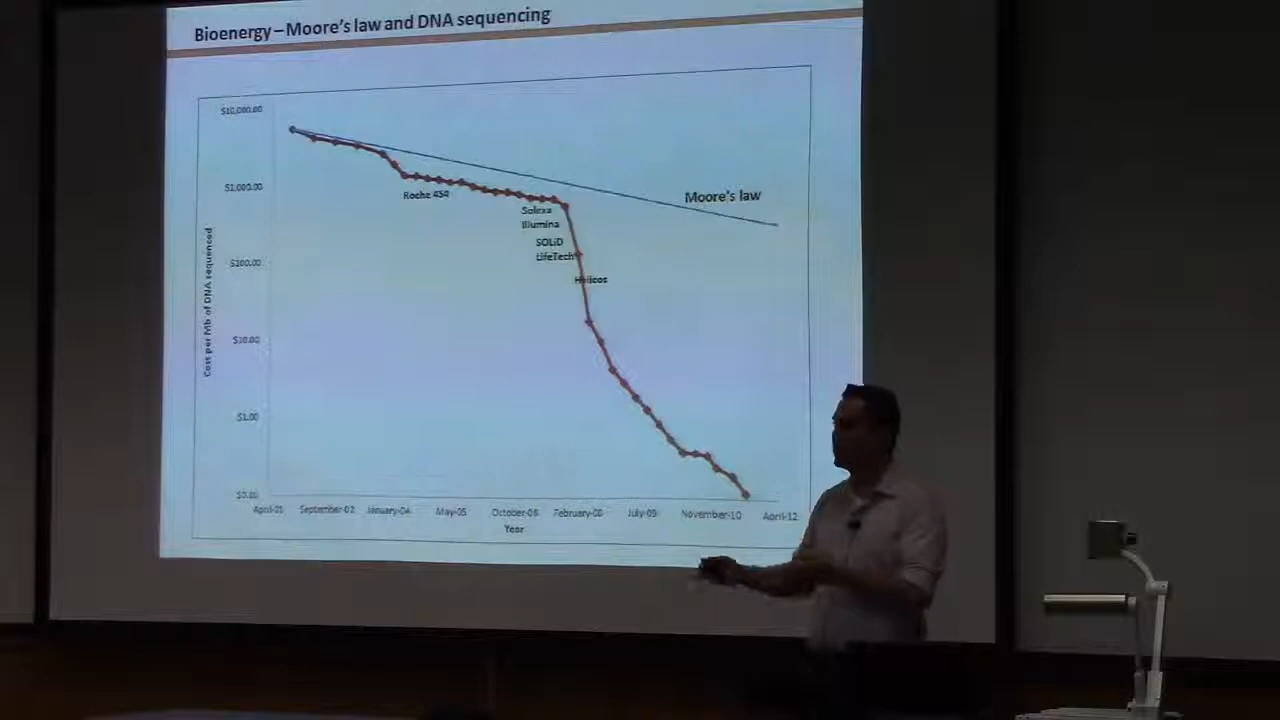 Bioenergy – Moore's law and DNA sequencing
$10,000.00
$1,000.00
$100.00
$10.00
$1.00
$0.10
Cost per Mb of DNA sequenced
Moore's law
Roche 454
Solexa
Illumina
SOLiD
LifeTech
Helicos
April-01
September-02
January-04
May-05
October-06
February-08
July-09
November-10
April-12
Year